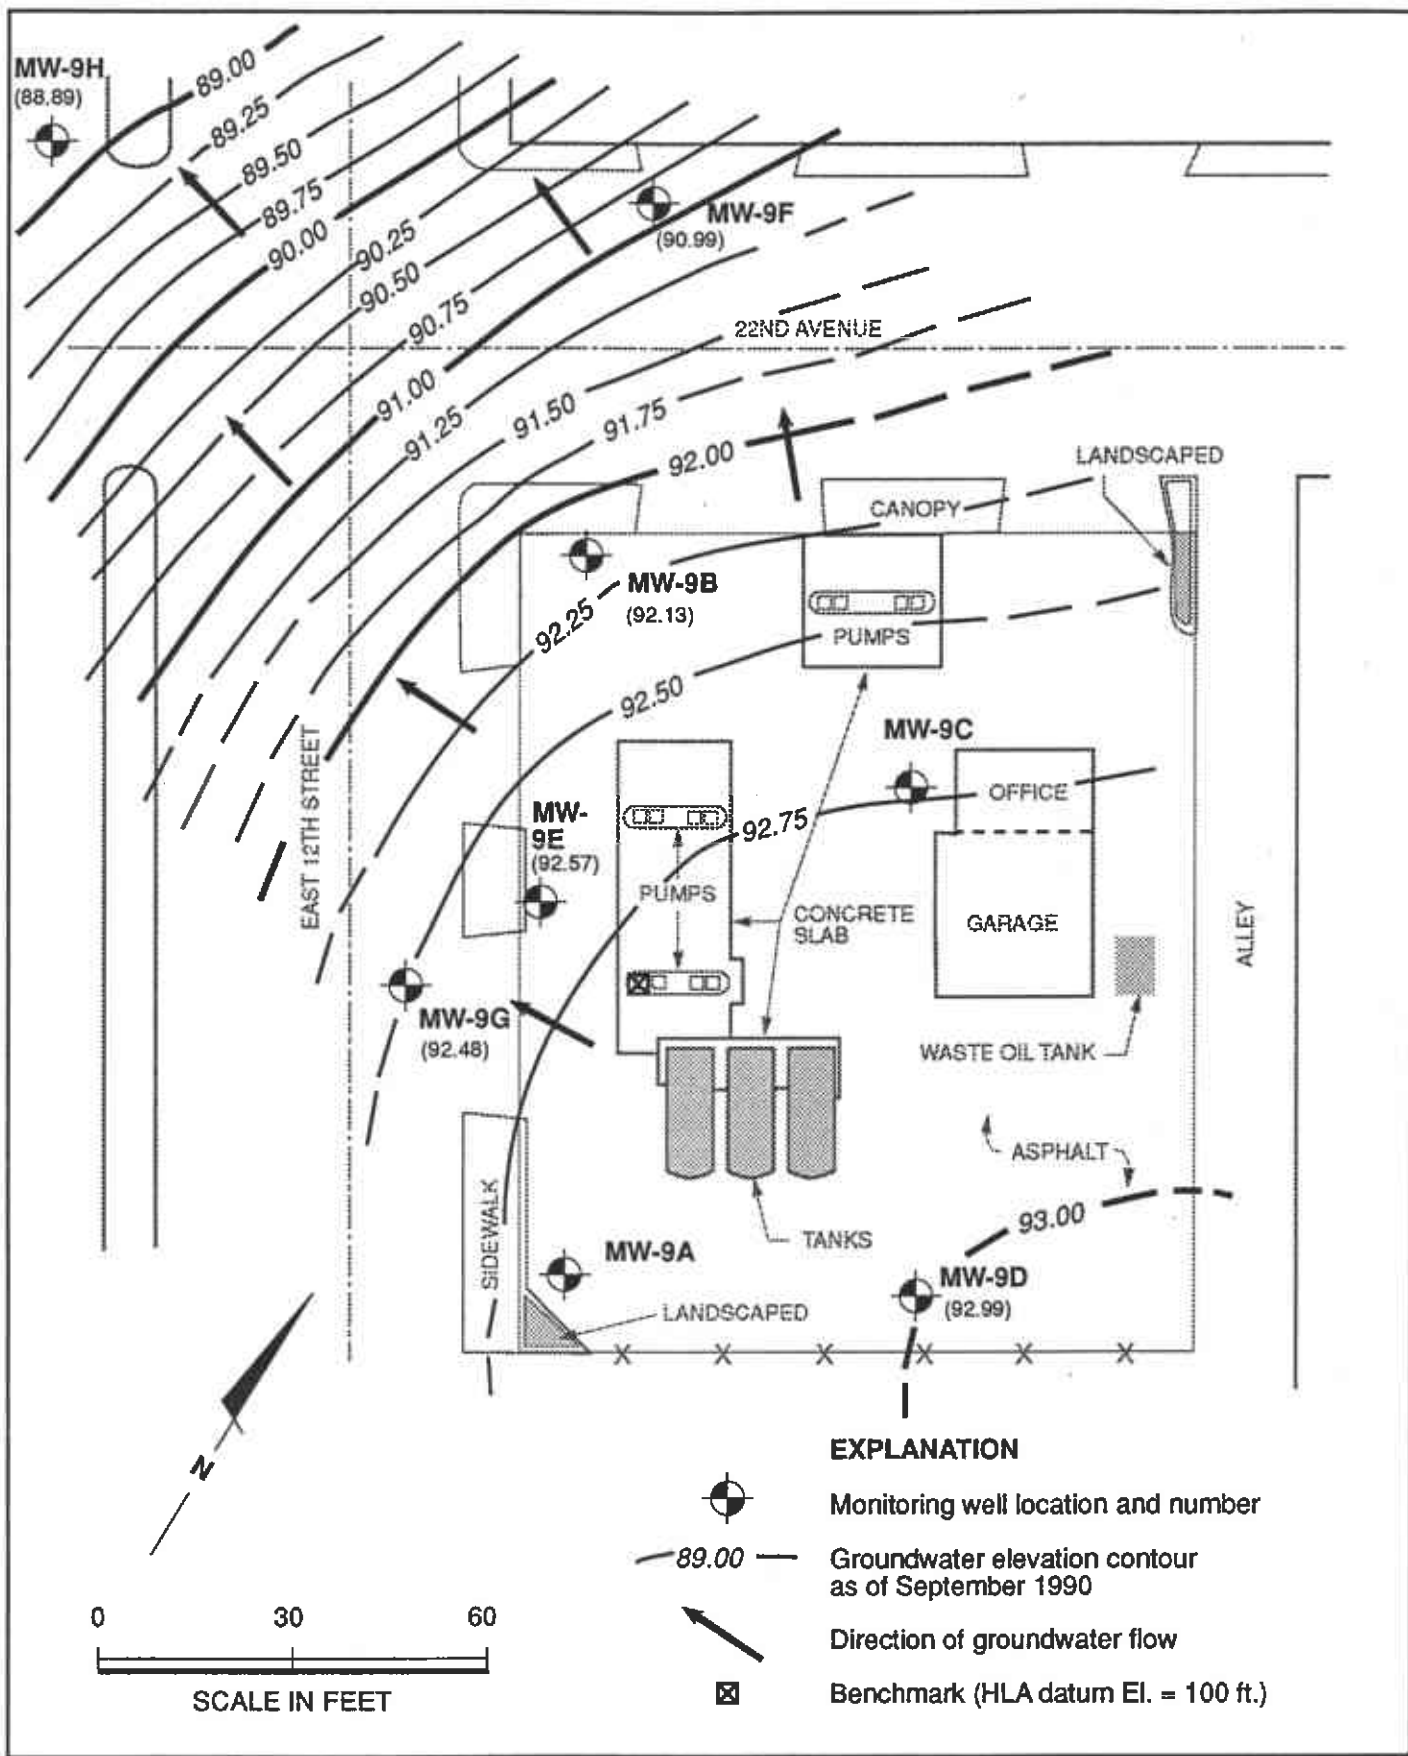 MW-9H
(88.89)
89.00
89.25
89.50
89.75
90.00
90.25
90.50
90.75
91.00
91.25
91.50
91.75
92.00
MW-9F
(90.99)
22ND AVENUE
LANDSCAPED
CANOPY
MW-9B
(92.13)
92.25
PUMPS
92.50
EAST 12TH STREET
MW-9C
OFFICE
92.75
MW-
9E
(92.57)
PUMPS
CONCRETE
SLAB
GARAGE
ALLEY
MW-9G
(92.48)
WASTE OIL TANK
ASPHALT
SIDEWALK
93.00
TANKS
MW-9A
MW-9D
(92.99)
LANDSCAPED
X X X X X X
N
EXPLANATION
Monitoring well location and number
89.00
Groundwater elevation contour
as of September 1990
Direction of groundwater flow
Benchmark (HLA datum El. = 100 ft.)
0 30 60
SCALE IN FEET